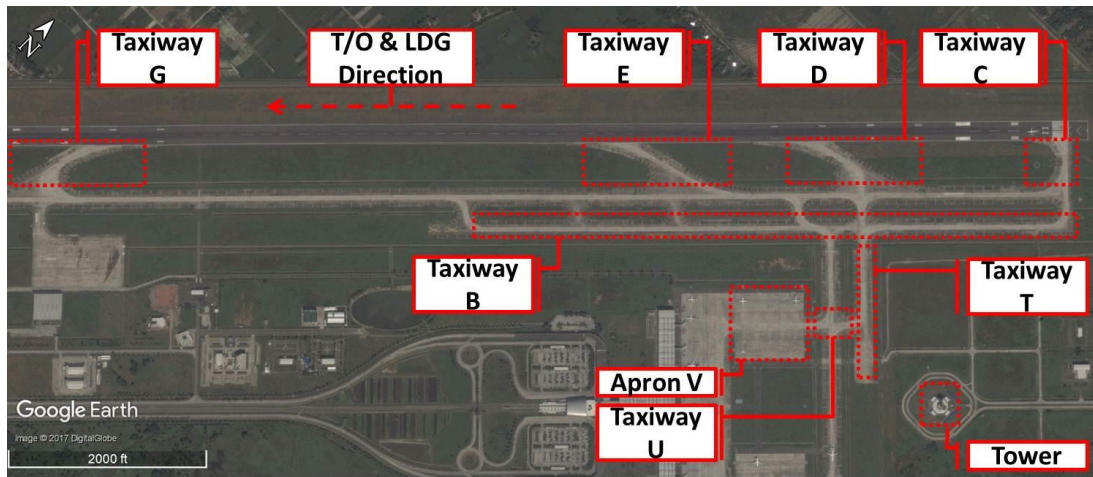 N
Taxiway
G
T/O & LDG
Direction
Taxiway
E
Taxiway
D
Taxiway
C
Taxiway
B
Taxiway
T
Apron V
Taxiway
U
Tower
Google Earth
Image © 2017 DigitalGlobe
2000 ft